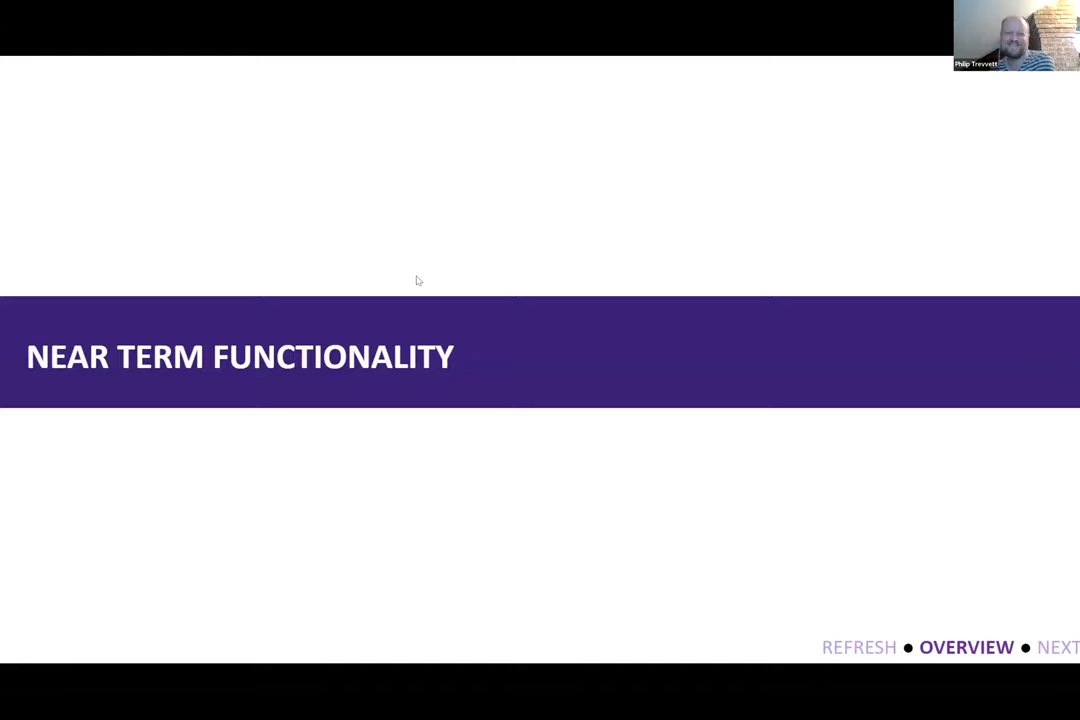 Philip Trevvett
NEAR TERM FUNCTIONALITY
REFRESH ● OVERVIEW ● NEXT